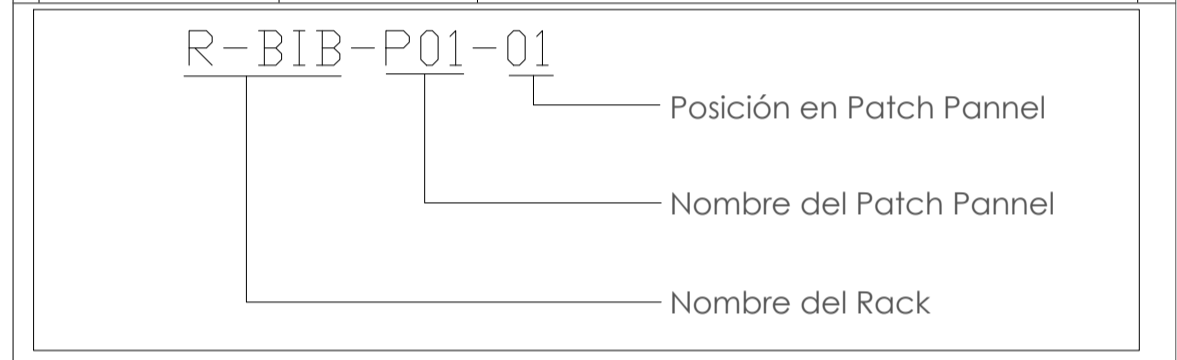 R-BIB-P01-01
Posición en Patch Pannel
Nombre del Patch Pannel
Nombre del Rack